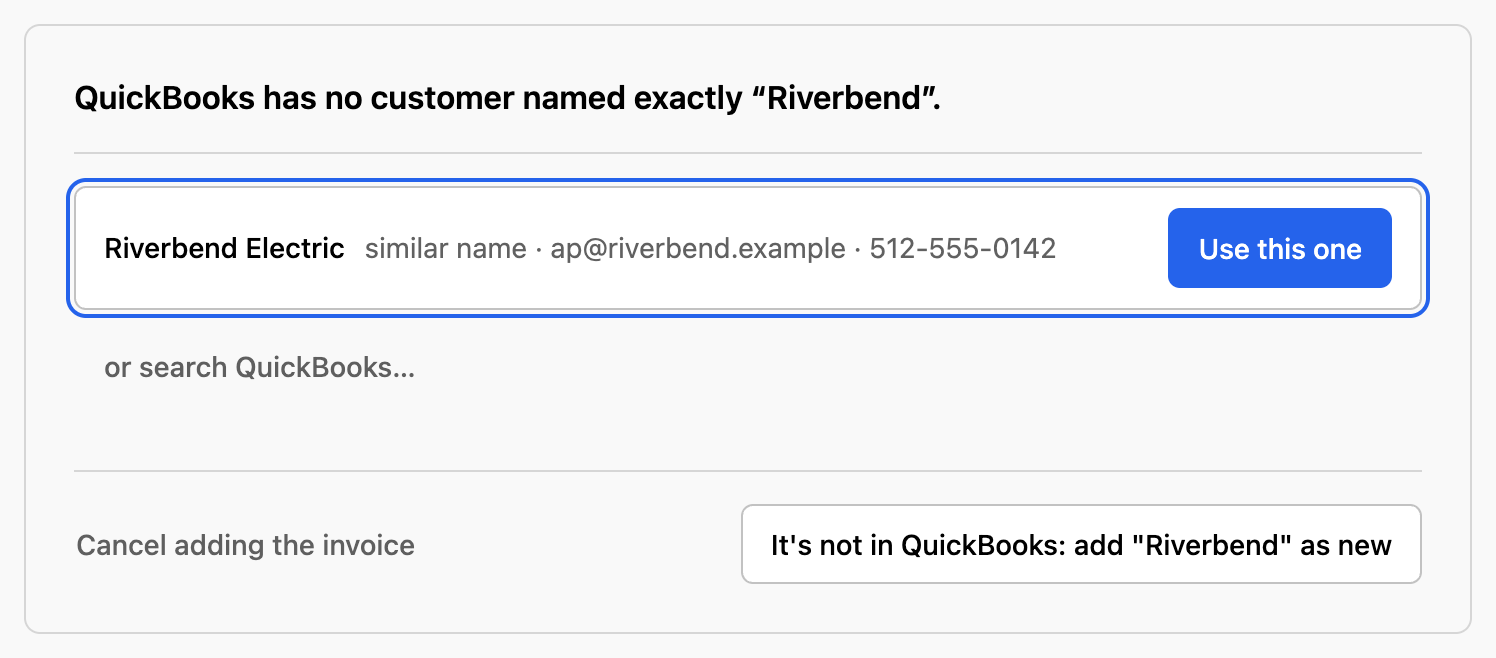 QuickBooks has no customer named exactly “Riverbend”.
Riverbend Electric similar name · ap@riverbend.example · 512-555-0142 Use this one
or search QuickBooks...
Cancel adding the invoice It's not in QuickBooks: add "Riverbend" as new